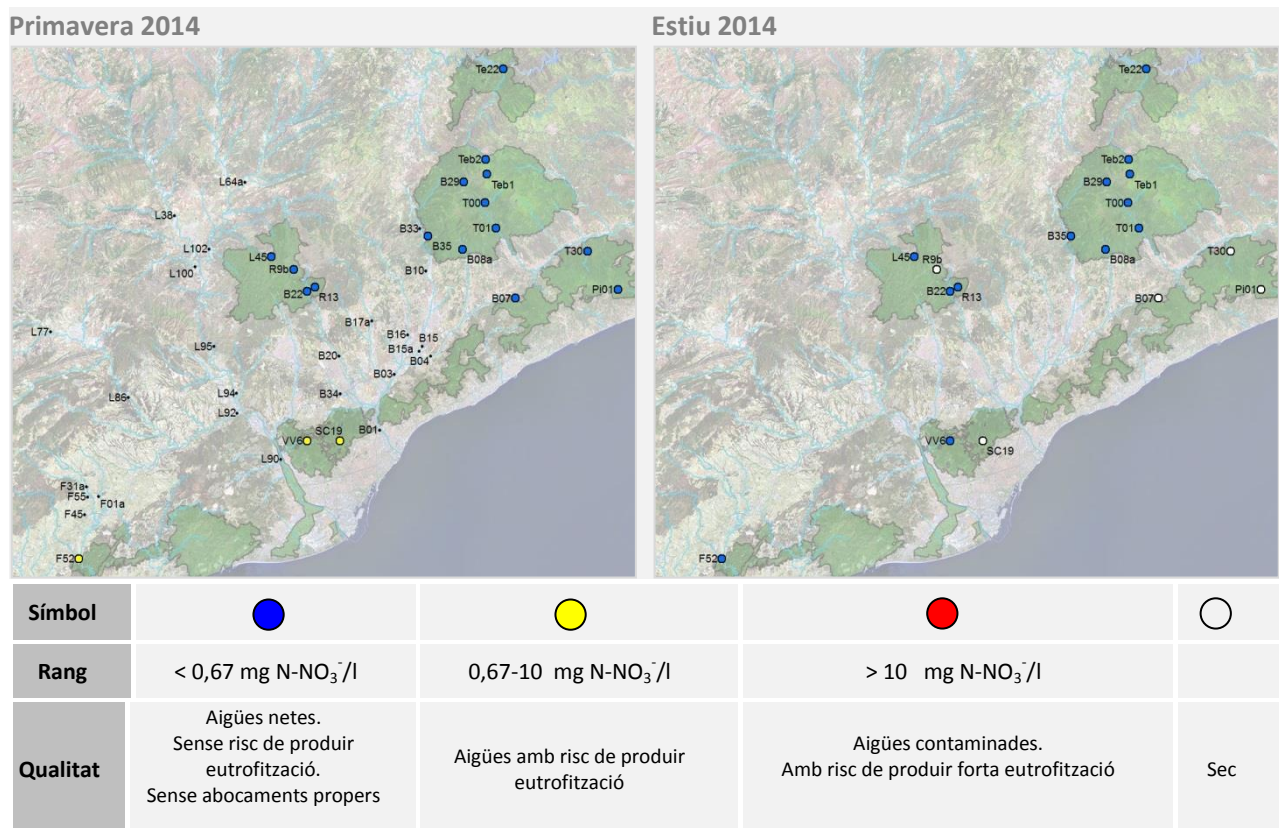 Primavera 2014
Estiu 2014
Te22
Teb2
Teb1
B29
T00
L64a
L38
B33
T01
B35
B08a
L102
L45
L100
R9b
B10
T30
B22
R13
B07
Pi01
B17a
L77
B16
B15
L95
B15a
B04
B20
B03
L94
B34
L86
L92
SC19
B01
VV6
L90
F31a
F55
F01a
F45
F52
Te22
Teb2
Teb1
B29
T00
T01
B35
B08a
L45
R9b
T30
B22
R13
B07
Pi01
VV6
SC19
F52
Símbol
Rang
< 0,67 mg N-NO₃⁻/l
0,67-10 mg N-NO₃⁻/l
> 10 mg N-NO₃⁻/l
Qualitat
Aigües netes.
Sense risc de produir
eutrofització.
Sense abocaments propers
Aigües amb risc de produir
eutrofització
Aigües contaminades.
Amb risc de produir forta eutrofització
Sec